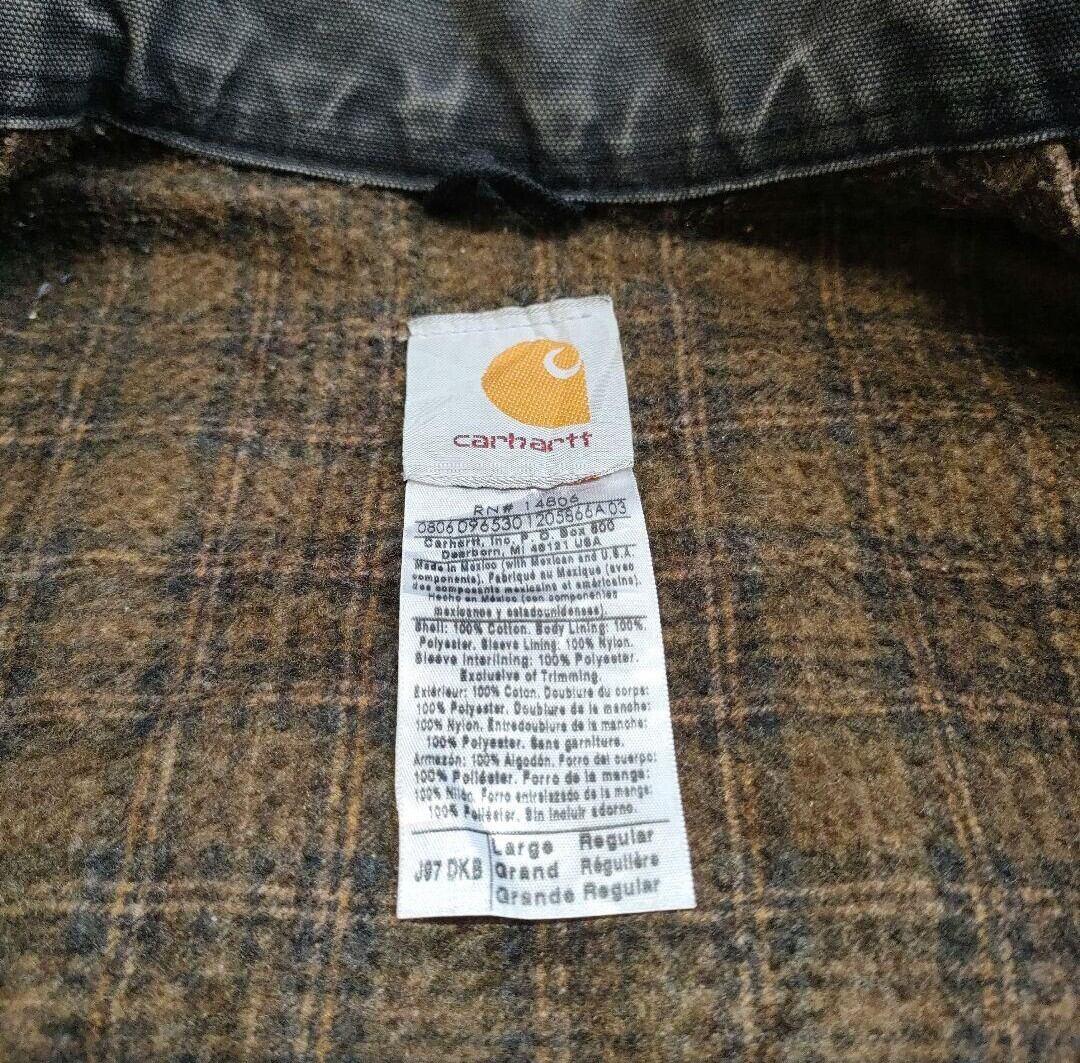 carhartt
RN# 14806
0806096530 1205866A 03
Carhartt, Inc. P. O. Box 600
Dearborn, MI 48121 USA
Made in Mexico (with Mexican and U.S.A.
components). Fabriqué au Mexique (avec
des composants mexicains et américains).
Hecho en México (con componentes
mexicanos y estadounidenses).
Shell: 100% Cotton. Body Lining: 100%
Polyester. Sleeve Lining: 100% Nylon.
Sleeve Interlining: 100% Polyester.
Exclusive of Trimming.
Extérieur: 100% Coton. Doublure du corps:
100% Polyester. Doublure de la manche:
100% Nylon. Entredoublure de la manche:
100% Polyester. Sans garniture.
Armazón: 100% Algodón. Forro del cuerpo:
100% Poliéster. Forro de la manga:
100% Nilón. Forro entrelazado de la manga:
100% Poliéster. Sin incluir adorno.
J97 DKB
Large Regular
Grand Régulière
Grande Regular